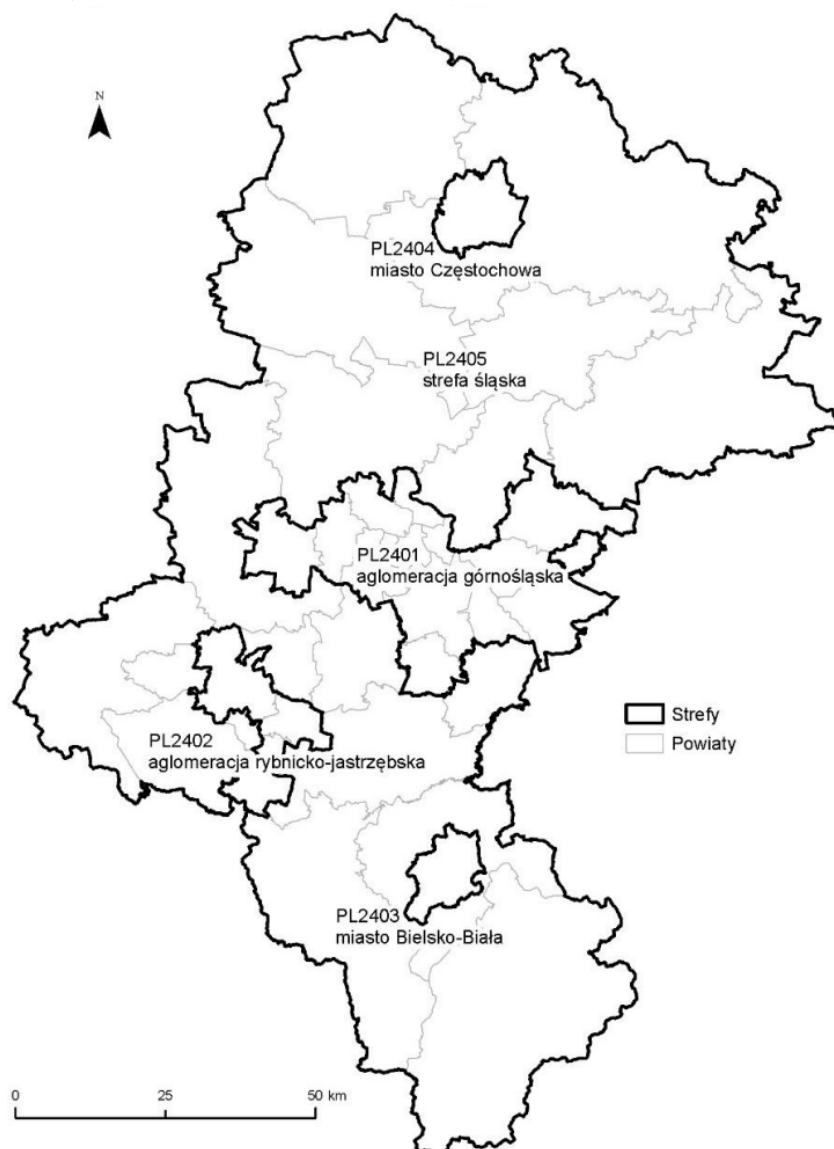 N
PL2404
miasto Częstochowa
PL2405
strefa śląska
PL2401
aglomeracja górnośląska
Strefy
Powiaty
PL2402
aglomeracja rybnicko-jastrzębska
PL2403
miasto Bielsko-Biała
0 25 50 km